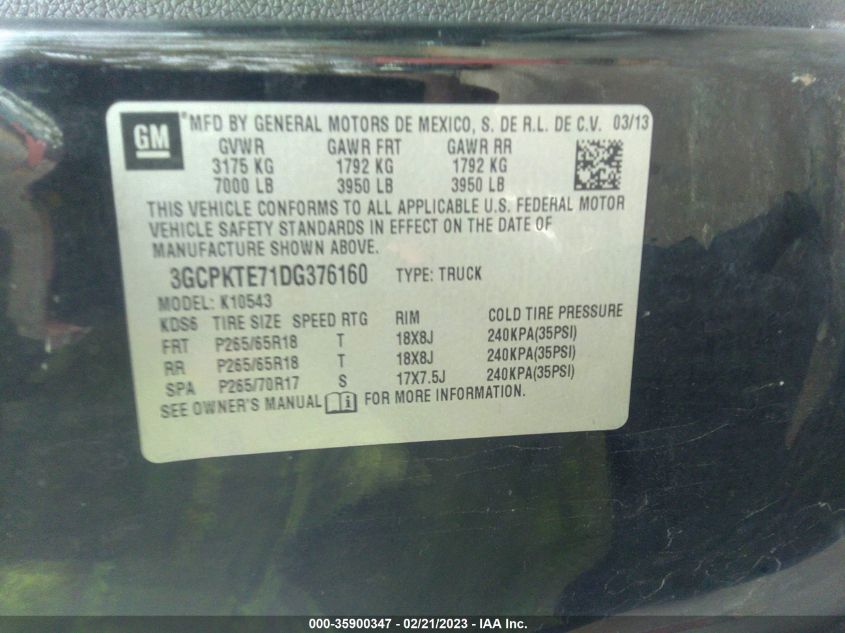 GM
® MFD BY GENERAL MOTORS DE MEXICO, S. DE R.L. DE C.V. 03/13
GVWR GAWR FRT GAWR RR
3175 KG 1792 KG 1792 KG
7000 LB 3950 LB 3950 LB
THIS VEHICLE CONFORMS TO ALL APPLICABLE U.S. FEDERAL MOTOR
VEHICLE SAFETY STANDARDS IN EFFECT ON THE DATE OF
MANUFACTURE SHOWN ABOVE.
3GCPKTE71DG376160 TYPE: TRUCK
MODEL: K10543
KDS6 TIRE SIZE SPEED RTG RIM COLD TIRE PRESSURE
FRT P265/65R18 T 18X8J 240KPA(35PSI)
RR P265/65R18 T 18X8J 240KPA(35PSI)
SPA P265/70R17 S 17X7.5J 240KPA(35PSI)
SEE OWNER'S MANUAL FOR MORE INFORMATION.
000-35900347 — 02/21/2023 — IAA Inc.